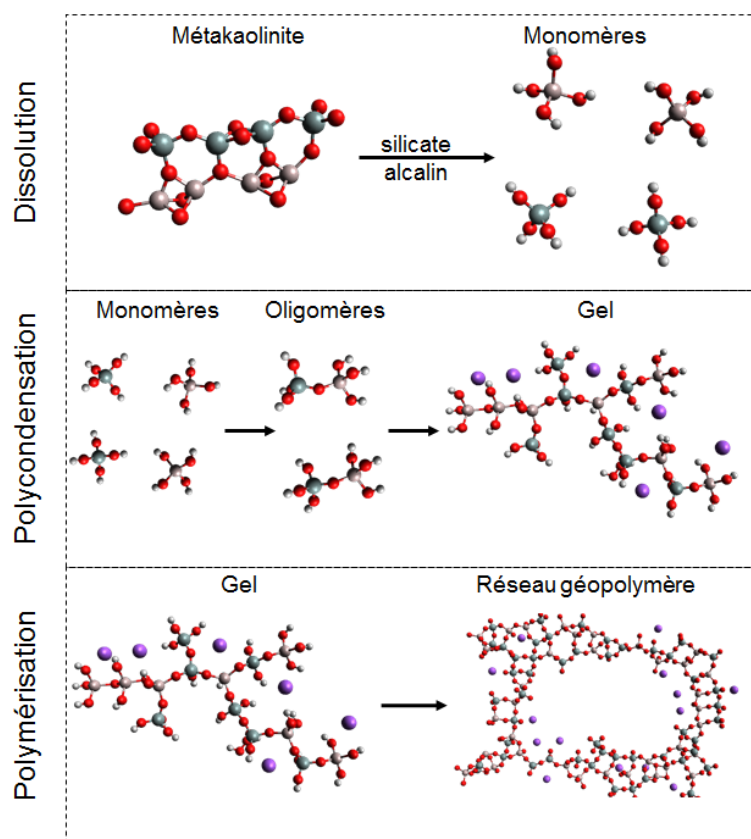 Dissolution
Métakaolinite
Monomères
silicate
alcalin
Polycondensation
Monomères
Oligomères
Gel
Polymérisation
Gel
Réseau géopolymère